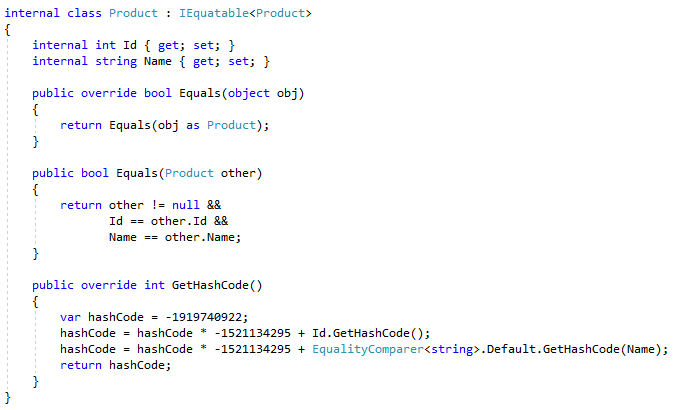 internal class Product : IEquatable<Product>
{
    internal int Id { get; set; }
    internal string Name { get; set; }

    public override bool Equals(object obj)
    {
        return Equals(obj as Product);
    }

    public bool Equals(Product other)
    {
        return other != null &&
               Id == other.Id &&
               Name == other.Name;
    }

    public override int GetHashCode()
    {
        var hashCode = -1919740922;
        hashCode = hashCode * -1521134295 + Id.GetHashCode();
        hashCode = hashCode * -1521134295 + EqualityComparer<string>.Default.GetHashCode(Name);
        return hashCode;
    }
}